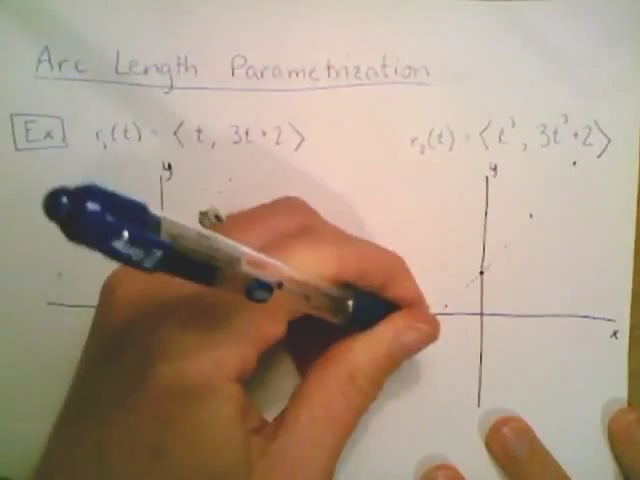 Arc Length Parametrization
Ex r₁(t) = ⟨ t, 3t+2 ⟩ r₂(t) = ⟨ t³, 3t³+2 ⟩
y y
x